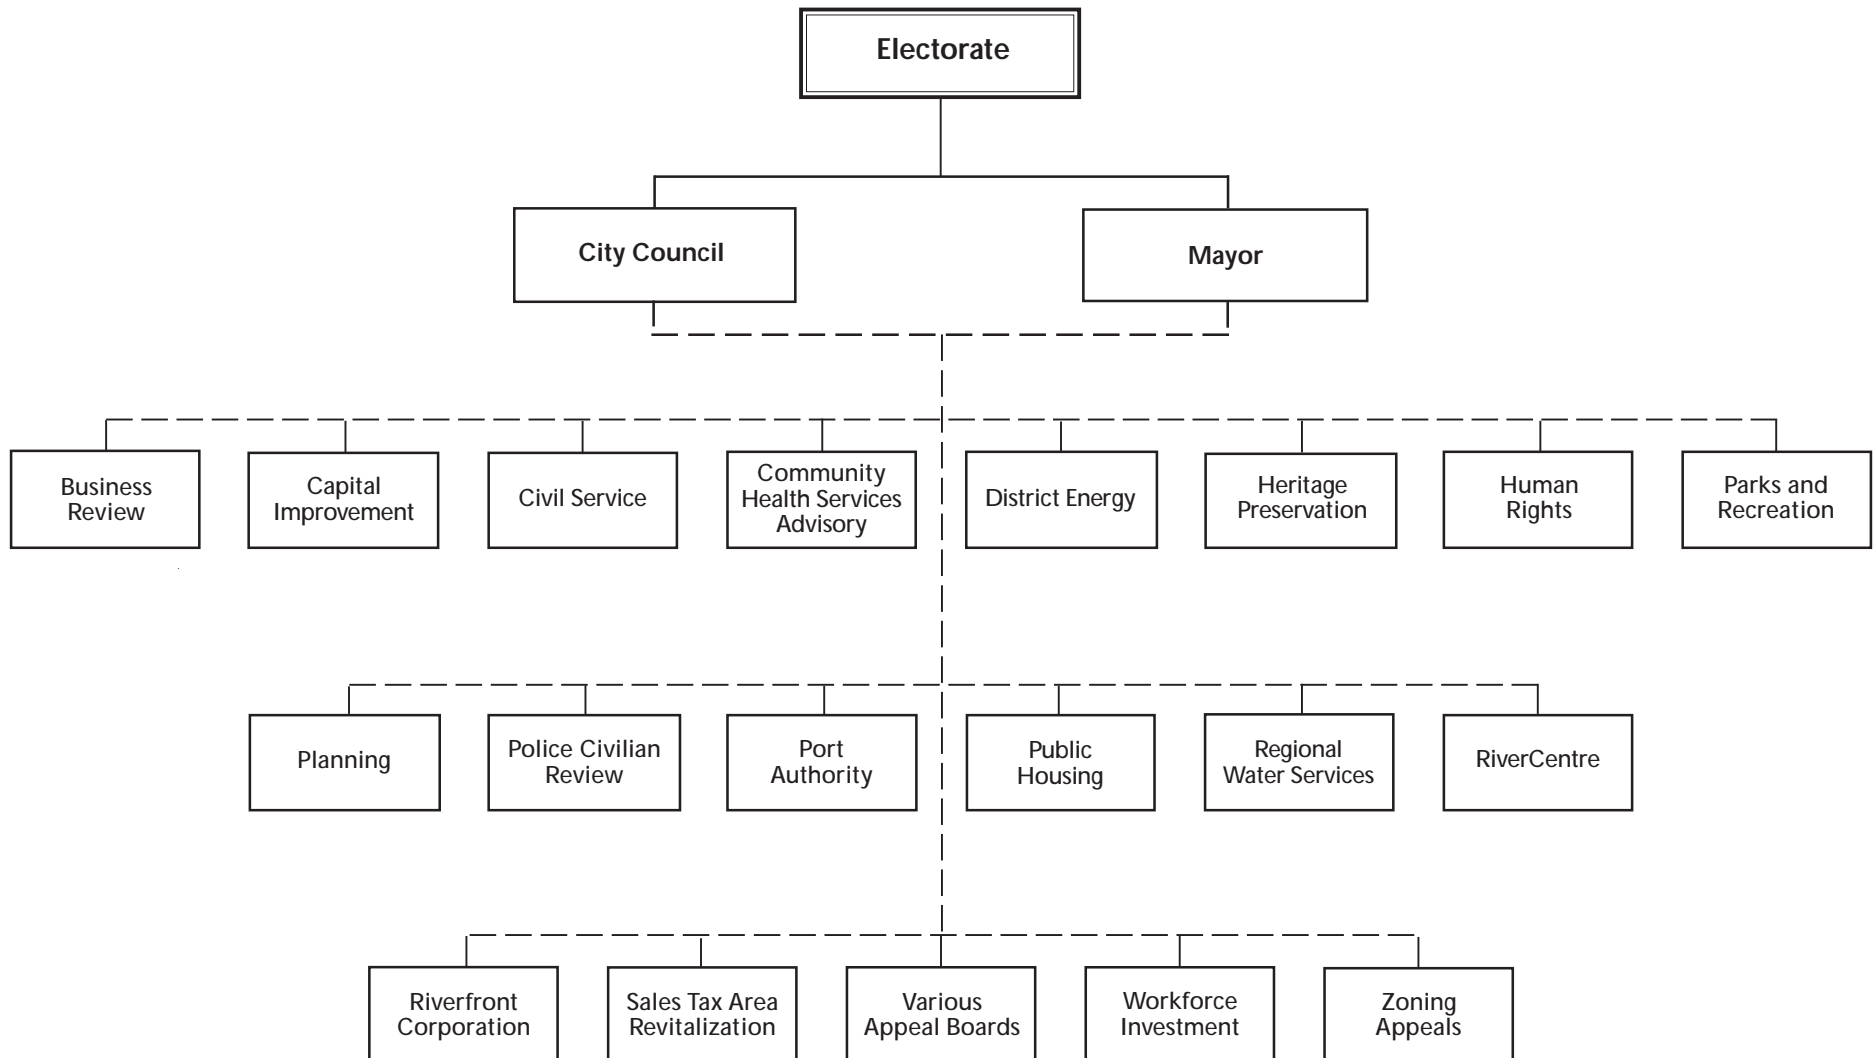 Electorate
City Council
Mayor
Business
Review
Capital
Improvement
Civil Service
Community
Health Services
Advisory
District Energy
Heritage
Preservation
Human
Rights
Parks and
Recreation
Planning
Police Civilian
Review
Port
Authority
Public
Housing
Regional
Water Services
RiverCentre
Riverfront
Corporation
Sales Tax Area
Revitalization
Various
Appeal Boards
Workforce
Investment
Zoning
Appeals